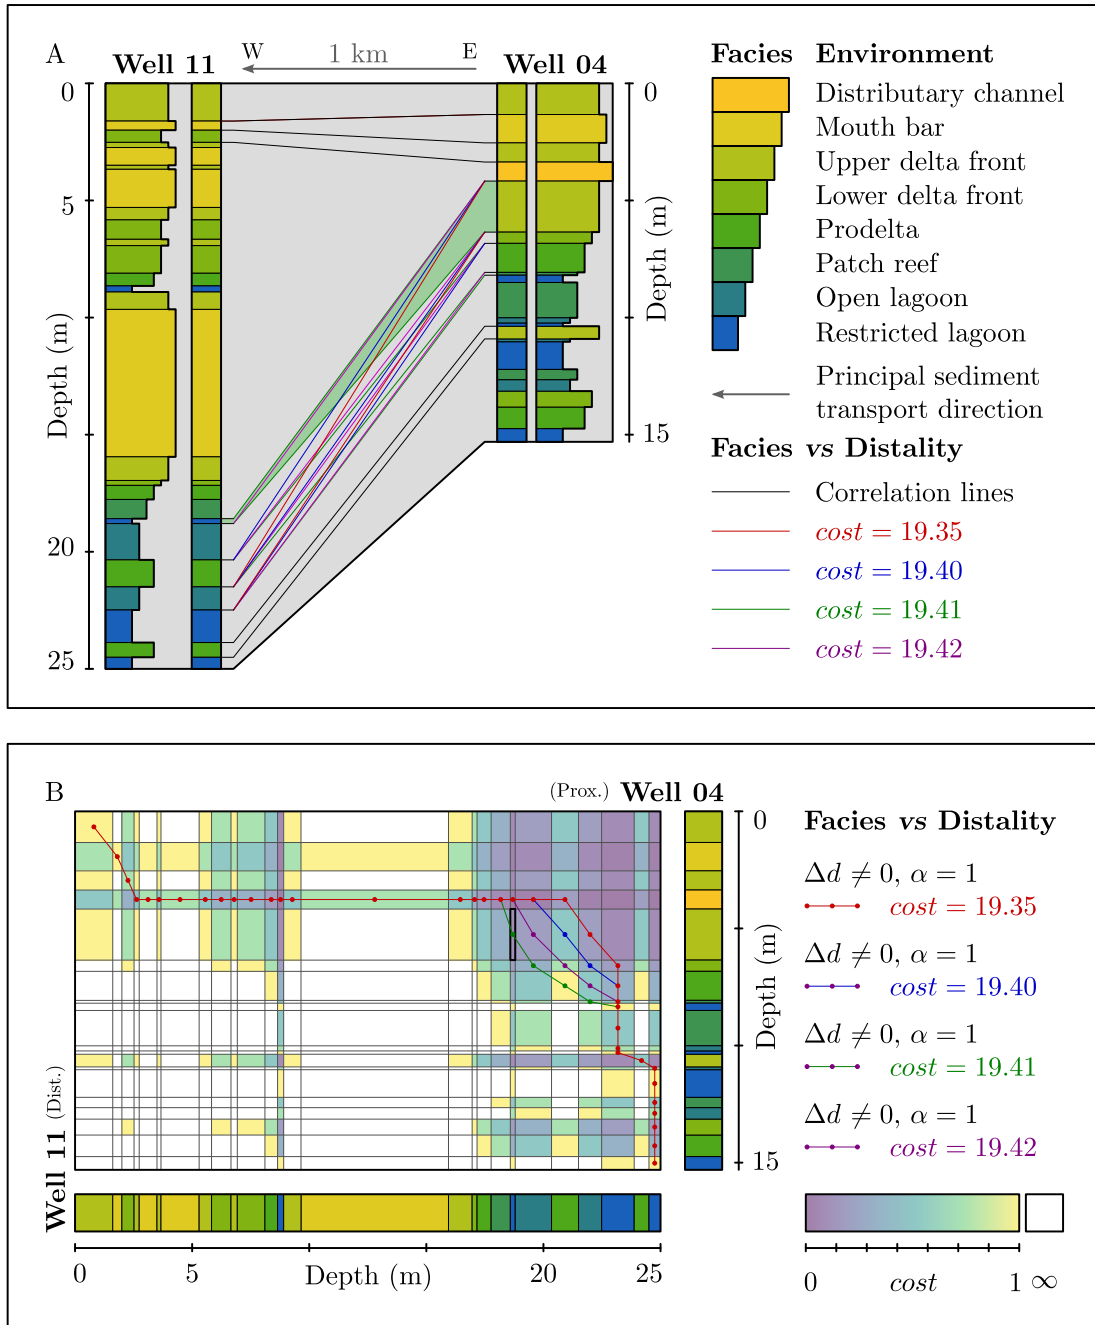 A
Well 11
W
1 km
E
Well 04
0
5
20
25
Depth (m)
0
15
Depth (m)
Facies Environment
Distributary channel
Mouth bar
Upper delta front
Lower delta front
Prodelta
Patch reef
Open lagoon
Restricted lagoon
Principal sediment
transport direction
Facies vs Distality
Correlation lines
cost = 19.35
cost = 19.40
cost = 19.41
cost = 19.42
B
(Prox.) Well 04
0
15
Depth (m)
Well 11 (Dist.)
0 5 20 25
Depth (m)
Facies vs Distality
Δd ≠ 0, α = 1
cost = 19.35
Δd ≠ 0, α = 1
cost = 19.40
Δd ≠ 0, α = 1
cost = 19.41
Δd ≠ 0, α = 1
cost = 19.42
0 cost 1 ∞